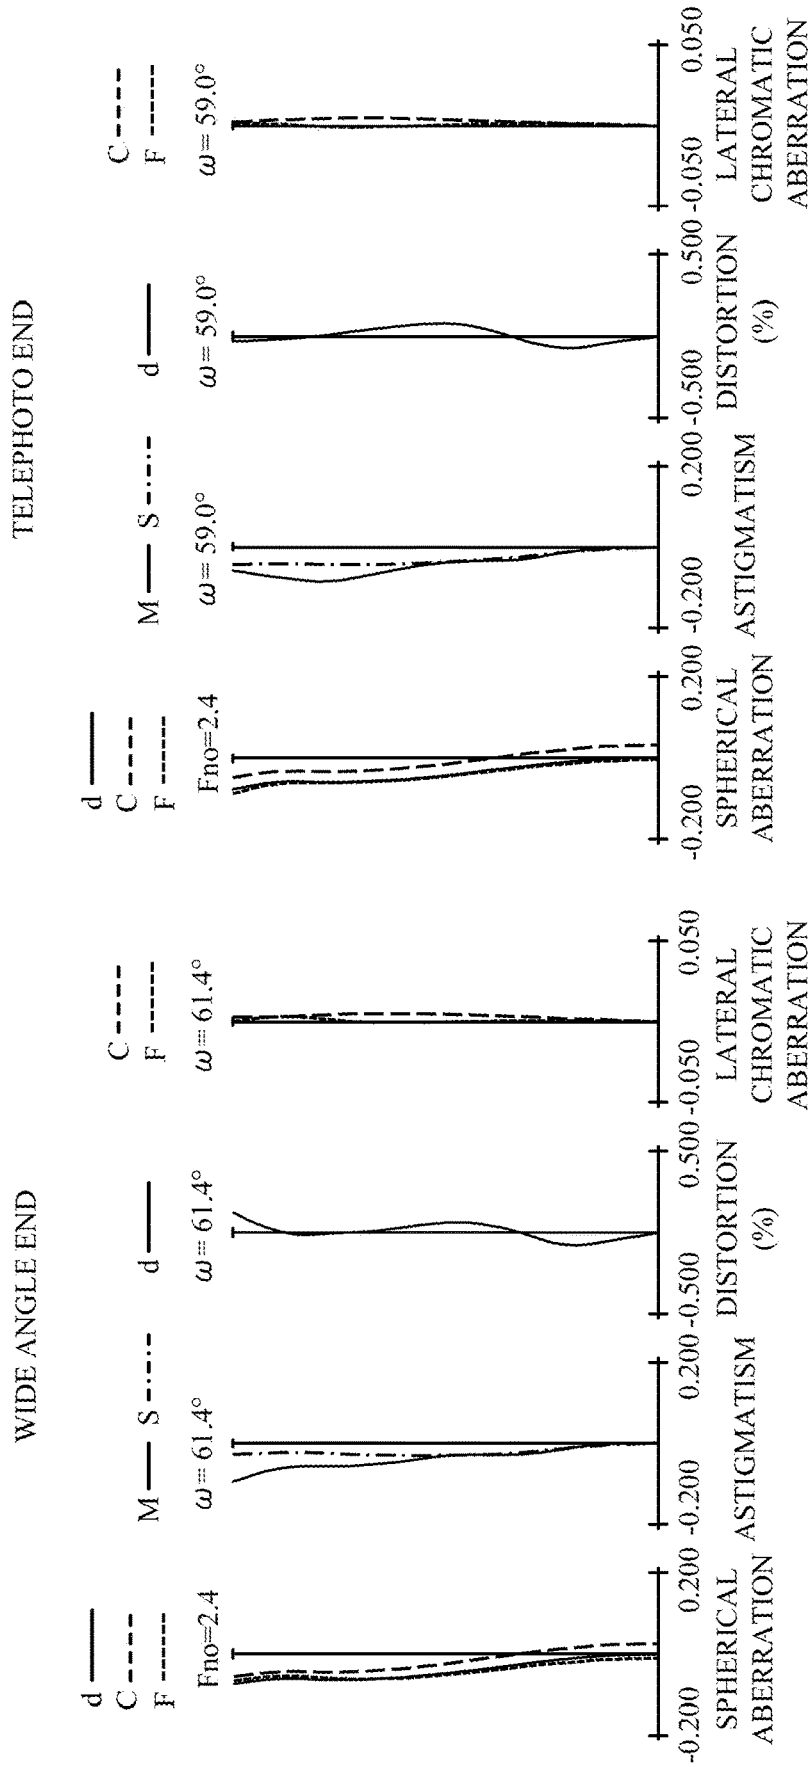 WIDE ANGLE END
d
C
F
Fno=2.4
-0.200 0.200
SPHERICAL
ABERRATION
M S
ω= 61.4°
-0.200 0.200
ASTIGMATISM
d
ω= 61.4°
-0.500 0.500
DISTORTION
(%)
C
F
ω= 61.4°
-0.050 0.050
LATERAL
CHROMATIC
ABERRATION
TELEPHOTO END
d
C
F
Fno=2.4
-0.200 0.200
SPHERICAL
ABERRATION
M S
ω= 59.0°
-0.200 0.200
ASTIGMATISM
d
ω= 59.0°
-0.500 0.500
DISTORTION
(%)
C
F
ω= 59.0°
-0.050 0.050
LATERAL
CHROMATIC
ABERRATION